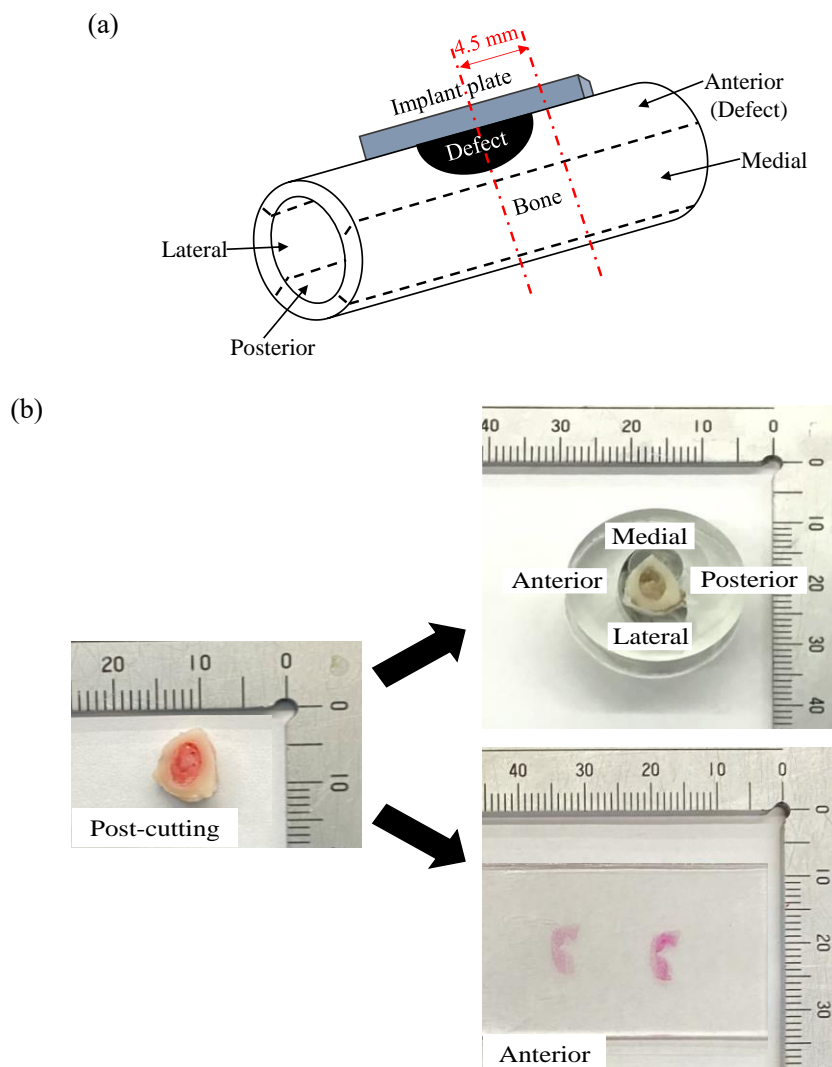 (a)
4.5 mm
Implant plate
Anterior
(Defect)
Defect
Medial
Bone
Lateral
Posterior
(b)
40 30 20 10 0
0
10
20
30
40
Medial
Anterior
Posterior
Lateral
20 10 0
0
10
Post-cutting
40 30 20 10 0
0
10
20
30
Anterior